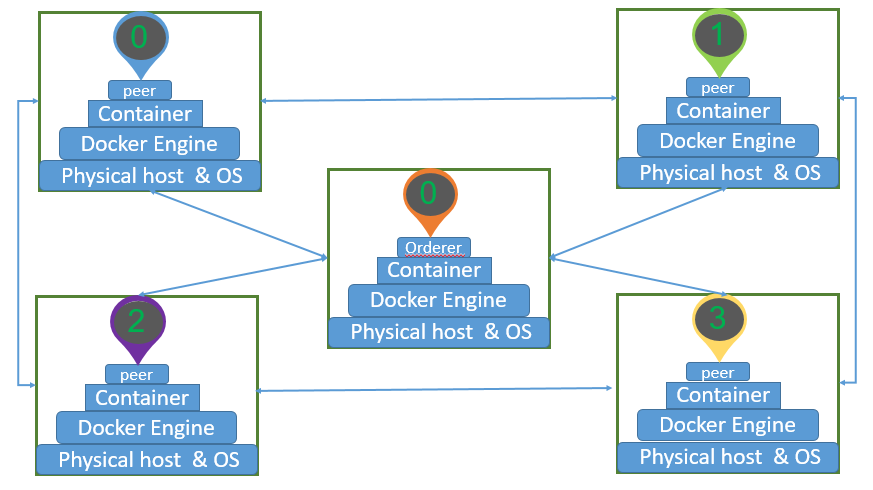 0
peer
Container
Docker Engine
Physical host & OS
1
peer
Container
Docker Engine
Physical host & OS
0
Orderer
Container
Docker Engine
Physical host & OS
2
peer
Container
Docker Engine
Physical host & OS
3
peer
Container
Docker Engine
Physical host & OS